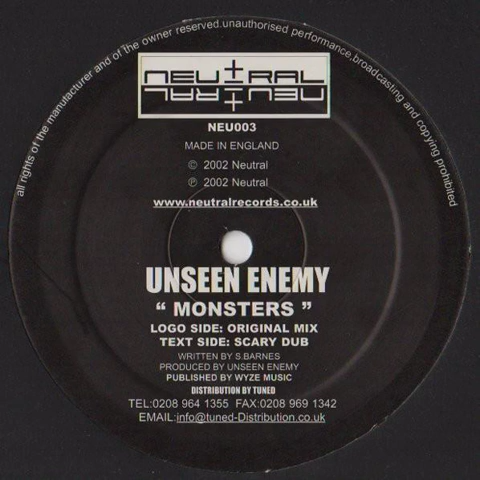 all rights of the manufacturer and of the owner reserved.unauthorised performance,broadcasting and copying prohibited
NEUTRAL
NEUTRAL
NEU003
MADE IN ENGLAND
© 2002 Neutral
℗ 2002 Neutral
www.neutralrecords.co.uk
UNSEEN ENEMY
“ MONSTERS ”
LOGO SIDE: ORIGINAL MIX
TEXT SIDE: SCARY DUB
WRITTEN BY S.BARNES
PRODUCED BY UNSEEN ENEMY
PUBLISHED BY WYZE MUSIC
DISTRIBUTION BY TUNED
TEL:0208 964 1355 FAX:0208 969 1342
EMAIL:info@tuned-Distribution.co.uk